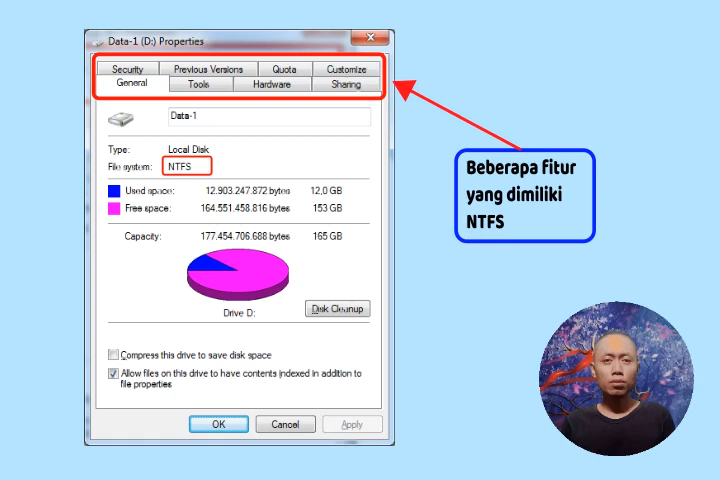 Data-1 (D:) Properties
Security Previous Versions Quota Customize
General Tools Hardware Sharing
Data-1
Type: Local Disk
File system: NTFS
Used space: 12.903.247.872 bytes 12,0 GB
Free space: 164.551.458.816 bytes 153 GB
Capacity: 177.454.706.688 bytes 165 GB
Drive D:
Disk Cleanup
Compress this drive to save disk space
Allow files on this drive to have contents indexed in addition to
file properties
OK Cancel Apply
Beberapa fitur
yang dimiliki
NTFS